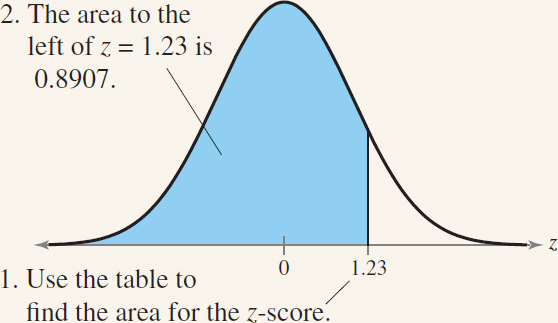 2. The area to the
left of z = 1.23 is
0.8907.
z
0
1.23
1. Use the table to
find the area for the z-score.